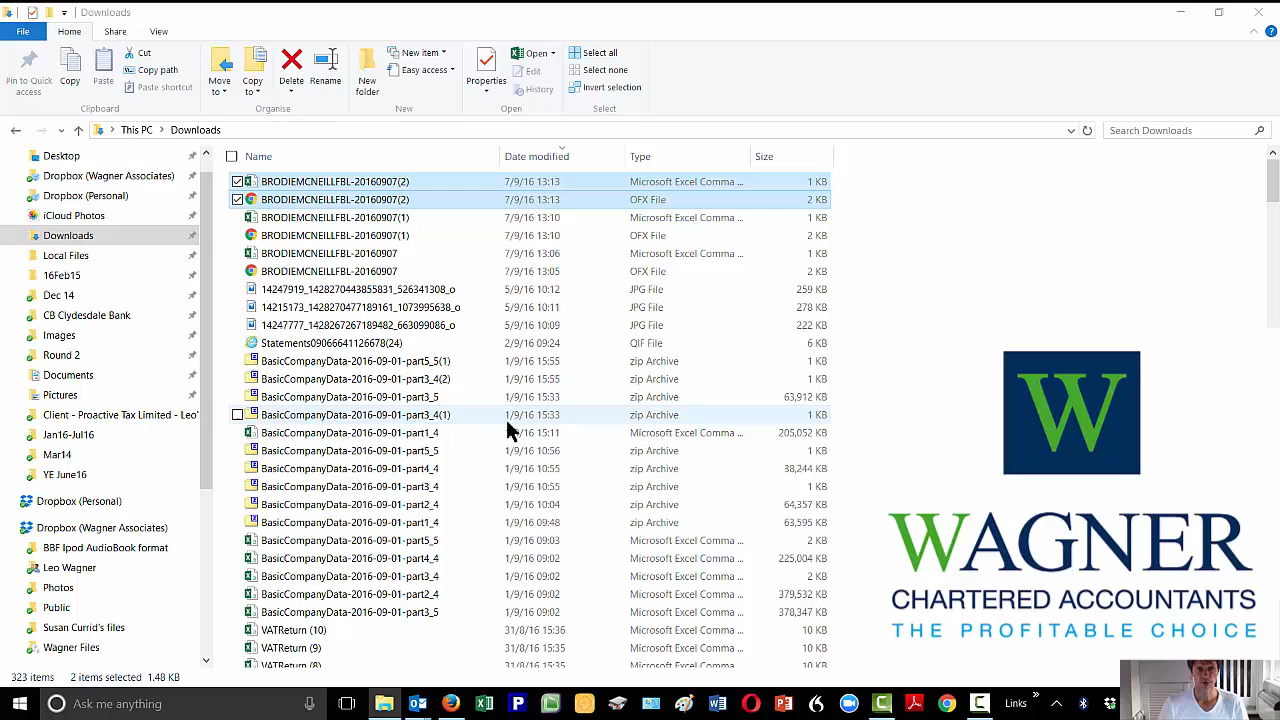 Downloads
File Home Share View
Pin to Quick access
Copy
Paste
Cut
Copy path
Paste shortcut
Clipboard
Move to
Copy to
Delete
Rename
Organise
New folder
New item
Easy access
New
Properties
Open
Edit
History
Open
Select all
Select none
Invert selection
Select
This PC > Downloads
Search Downloads
Desktop
Dropbox (Wagner Associates)
Dropbox (Personal)
iCloud Photos
Downloads
Local Files
16Feb15
Dec 14
CB Clydesdale Bank
Images
Round 2
Documents
Pictures
Client - Proactive Tax Limited - Leo'
Jan16-Jul16
Mar14
YE June16
Dropbox (Personal)
Dropbox (Wagner Associates)
BBF Ipod AudioBook format
Leo Wagner
Photos
Public
Susan Currid's files
Wagner Files
Name Date modified Type Size
BRODIEMCNEILLFBL-20160907(2) 7/9/16 13:13 Microsoft Excel Comma ... 1 KB
BRODIEMCNEILLFBL-20160907(2) 7/9/16 13:13 OFX File 2 KB
BRODIEMCNEILLFBL-20160907(1) 7/9/16 13:10 Microsoft Excel Comma ... 1 KB
BRODIEMCNEILLFBL-20160907(1) 7/9/16 13:10 OFX File 2 KB
BRODIEMCNEILLFBL-20160907 7/9/16 13:06 Microsoft Excel Comma ... 1 KB
BRODIEMCNEILLFBL-20160907 7/9/16 13:05 OFX File 2 KB
14247919_1428270443855831_526341308_o 5/9/16 10:12 JPG File 259 KB
14215173_1428270477189161_1073995638_o 5/9/16 10:11 JPG File 278 KB
14247777_1428267267189482_663099086_o 5/9/16 10:09 JPG File 222 KB
Statements09066641126678(24) 2/9/16 09:24 QIF File 6 KB
BasicCompanyData-2016-09-01-part5_5(1) 1/9/16 15:55 zip Archive 1 KB
BasicCompanyData-2016-09-01-part3_4(2) 1/9/16 15:55 zip Archive 1 KB
BasicCompanyData-2016-09-01-part3_5 1/9/16 15:33 zip Archive 63,912 KB
BasicCompanyData-2016-09-01-part3_4(1) 1/9/16 15:33 zip Archive 1 KB
BasicCompanyData-2016-09-01-part1_4 1/9/16 15:11 Microsoft Excel Comma ... 205,052 KB
BasicCompanyData-2016-09-01-part5_5 1/9/16 10:56 zip Archive 1 KB
BasicCompanyData-2016-09-01-part4_4 1/9/16 10:55 zip Archive 38,244 KB
BasicCompanyData-2016-09-01-part3_4 1/9/16 10:55 zip Archive 1 KB
BasicCompanyData-2016-09-01-part2_4 1/9/16 10:04 zip Archive 64,357 KB
BasicCompanyData-2016-09-01-part1_4 1/9/16 09:48 zip Archive 63,595 KB
BasicCompanyData-2016-09-01-part5_5 1/9/16 09:03 Microsoft Excel Comma ... 2 KB
BasicCompanyData-2016-09-01-part4_4 1/9/16 09:02 Microsoft Excel Comma ... 225,004 KB
BasicCompanyData-2016-09-01-part3_4 1/9/16 09:02 Microsoft Excel Comma ... 2 KB
BasicCompanyData-2016-09-01-part2_4 1/9/16 09:02 Microsoft Excel Comma ... 379,532 KB
BasicCompanyData-2016-09-01-part3_5 1/9/16 09:02 Microsoft Excel Comma ... 378,347 KB
VATReturn (10) 31/8/16 15:36 Microsoft Excel Comma ... 10 KB
VATReturn (9) 31/8/16 15:35 Microsoft Excel Comma ... 10 KB
VATReturn (8) 31/8/16 15:35 Microsoft Excel Comma ... 10 KB
W
WAGNER
CHARTERED ACCOUNTANTS
THE PROFITABLE CHOICE
323 items 2 items selected 1.48 KB
Ask me anything
Links